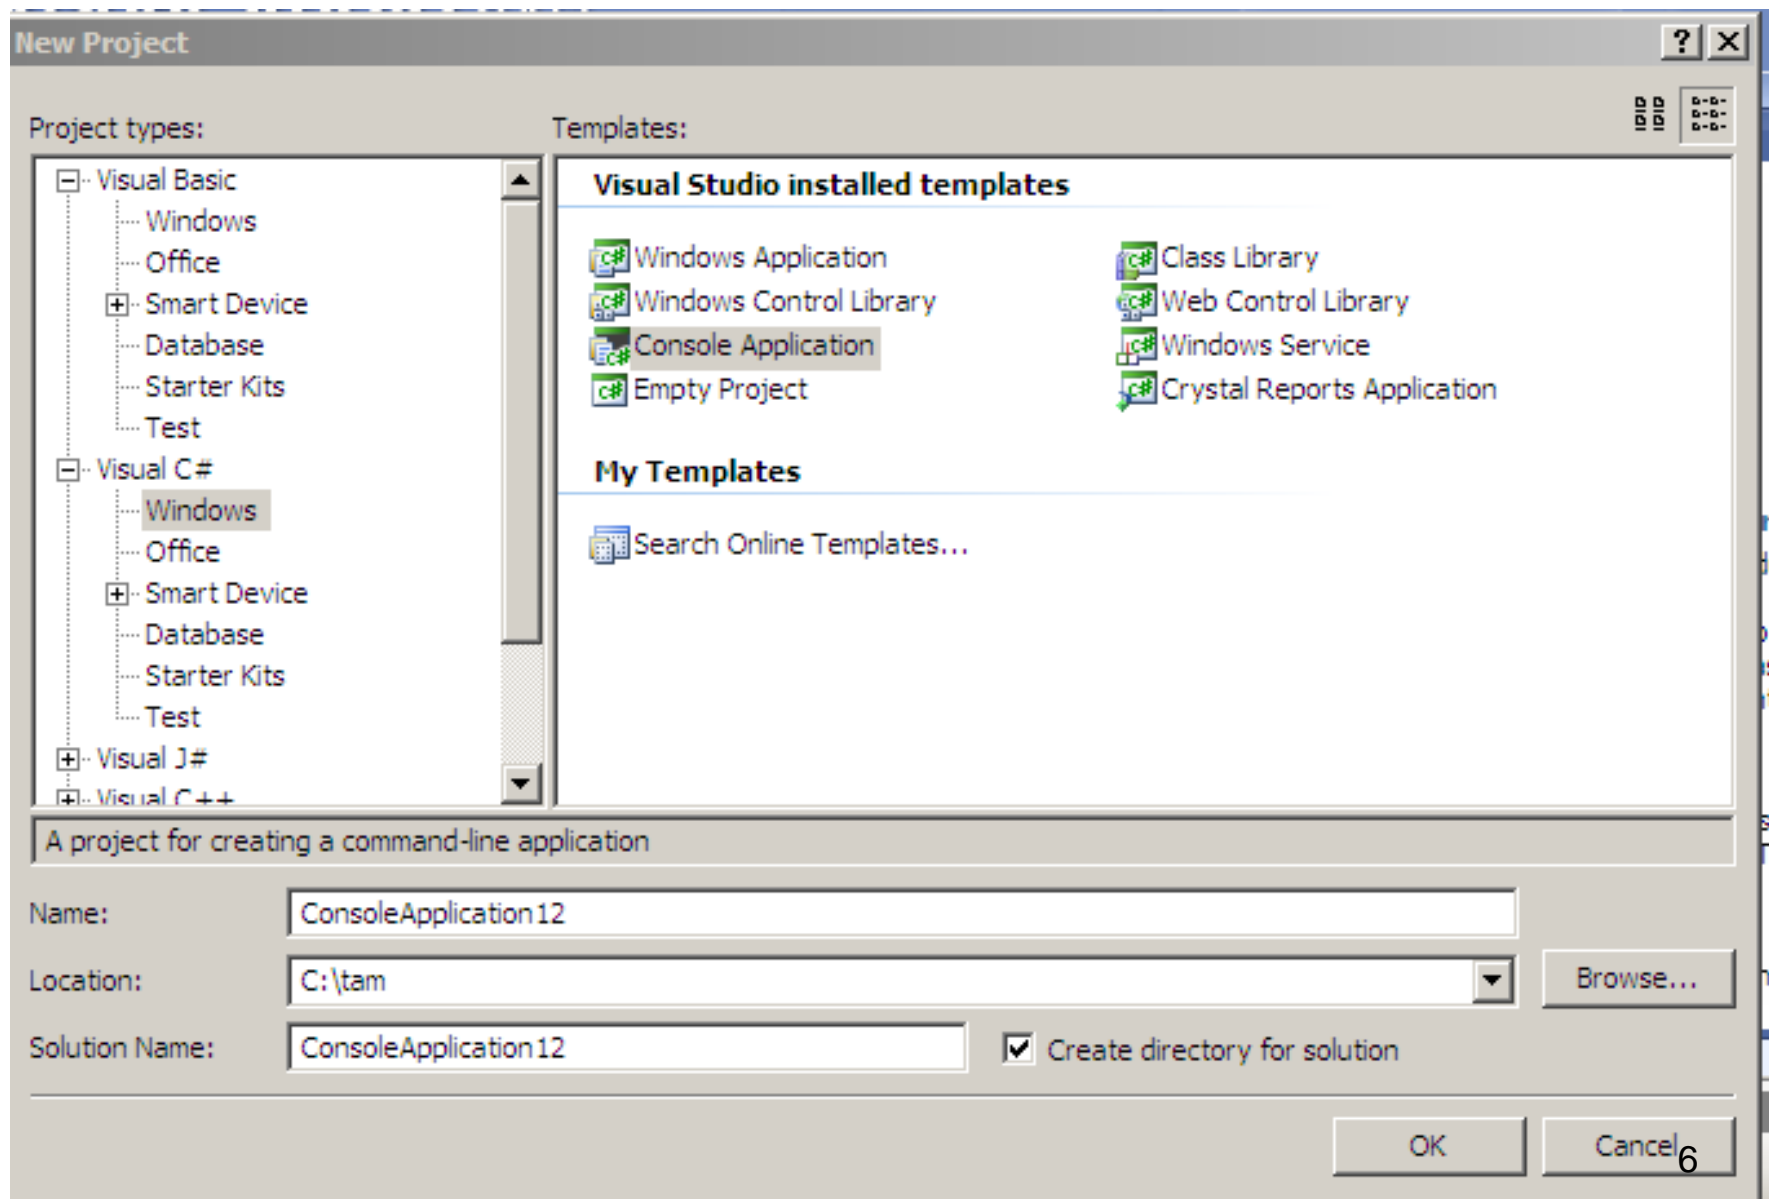 New Project
Project types:
Templates:
Visual Basic
Windows
Office
Smart Device
Database
Starter Kits
Test
Visual C#
Windows
Office
Smart Device
Database
Starter Kits
Test
Visual J#
Visual C++
Visual Studio installed templates
Windows Application
Class Library
Windows Control Library
Web Control Library
Console Application
Windows Service
Empty Project
Crystal Reports Application
My Templates
Search Online Templates...
A project for creating a command-line application
Name:
ConsoleApplication12
Location:
C:\tam
Browse...
Solution Name:
ConsoleApplication12
Create directory for solution
OK
Cancel
6